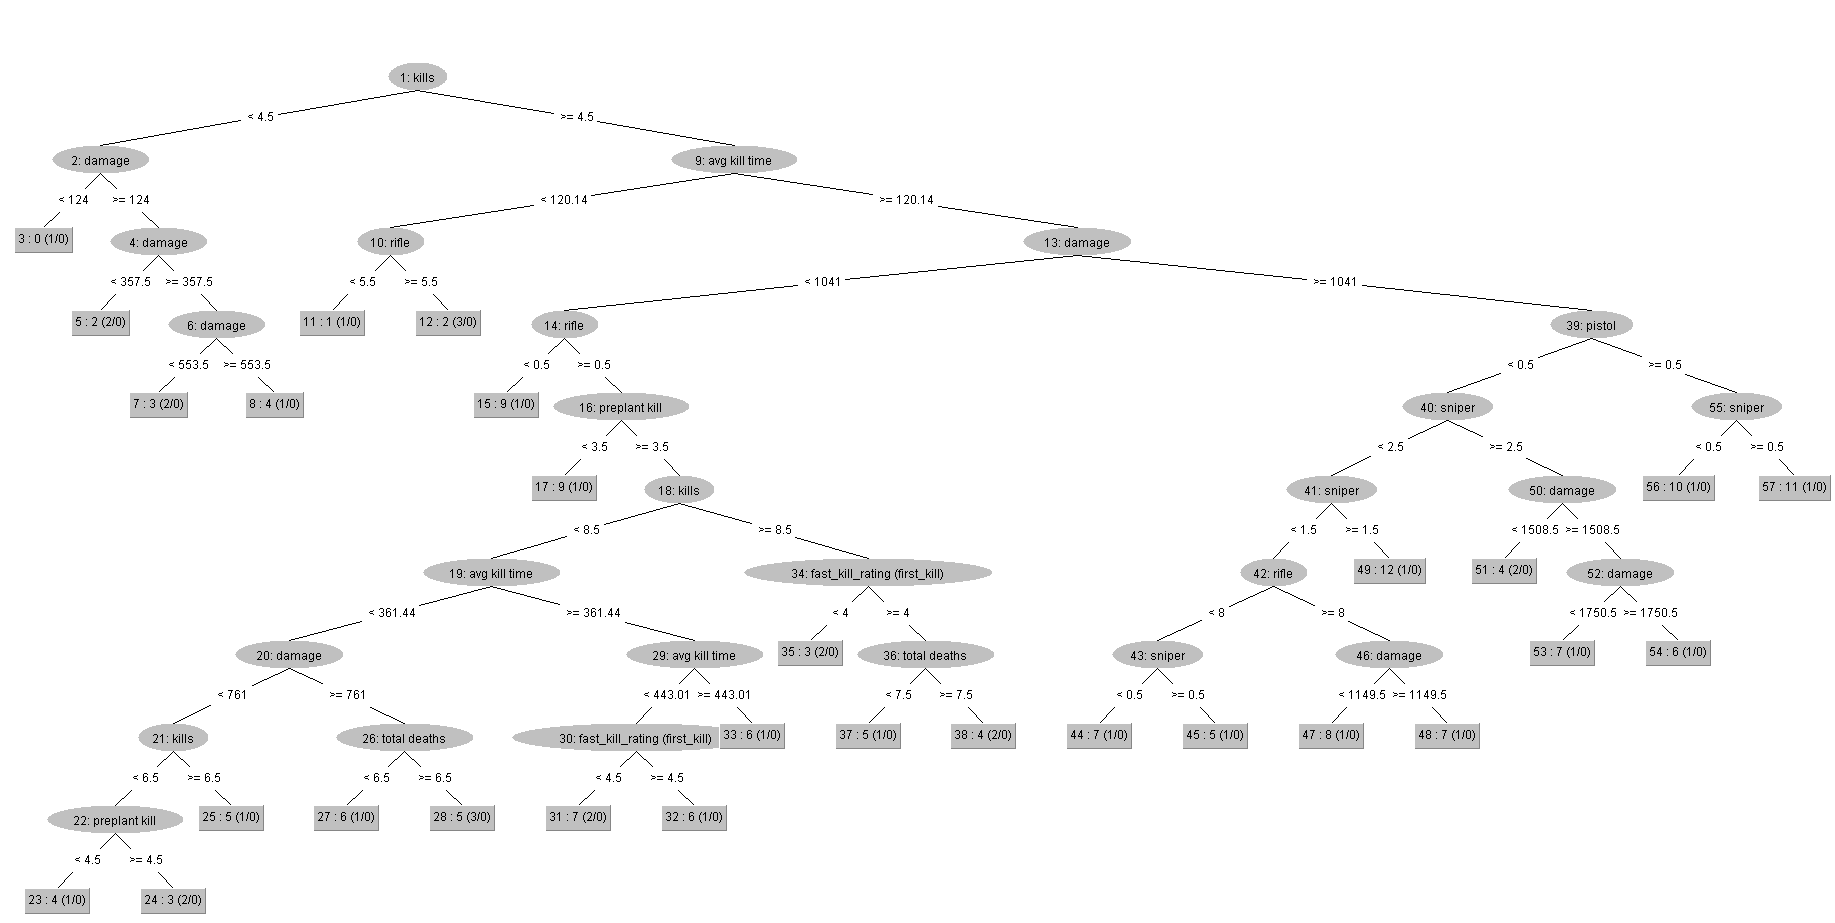 1: kills
< 4.5 >= 4.5
2: damage 9: avg kill time
< 124 >= 124 < 120.14 >= 120.14
3 : 0 (1/0) 4: damage 10: rifle 13: damage
< 357.5 >= 357.5 < 5.5 >= 5.5 < 1041 >= 1041
5 : 2 (2/0) 6: damage 11 : 1 (1/0) 12 : 2 (3/0) 14: rifle 39: pistol
< 553.5 >= 553.5 < 0.5 >= 0.5 < 0.5 >= 0.5
7 : 3 (2/0) 8 : 4 (1/0) 15 : 9 (1/0) 16: preplant kill 40: sniper 55: sniper
< 3.5 >= 3.5 < 2.5 >= 2.5 < 0.5 >= 0.5
17 : 9 (1/0) 18: kills 41: sniper 50: damage 56 : 10 (1/0) 57 : 11 (1/0)
< 8.5 >= 8.5 < 1.5 >= 1.5 < 1508.5 >= 1508.5
19: avg kill time 34: fast_kill_rating (first_kill) 42: rifle 49 : 12 (1/0) 51 : 4 (2/0) 52: damage
< 361.44 >= 361.44 < 4 >= 4 < 8 >= 8 < 1750.5 >= 1750.5
20: damage 29: avg kill time 35 : 3 (2/0) 36: total deaths 43: sniper 46: damage 53 : 7 (1/0) 54 : 6 (1/0)
< 761 >= 761 < 443.01 >= 443.01 < 7.5 >= 7.5 < 0.5 >= 0.5 < 1149.5 >= 1149.5
21: kills 26: total deaths 30: fast_kill_rating (first_kill) 33 : 6 (1/0) 37 : 5 (1/0) 38 : 4 (2/0) 44 : 7 (1/0) 45 : 5 (1/0) 47 : 8 (1/0) 48 : 7 (1/0)
< 6.5 >= 6.5 < 6.5 >= 6.5 < 4.5 >= 4.5
22: preplant kill 25 : 5 (1/0) 27 : 6 (1/0) 28 : 5 (3/0) 31 : 7 (2/0) 32 : 6 (1/0)
< 4.5 >= 4.5
23 : 4 (1/0) 24 : 3 (2/0)